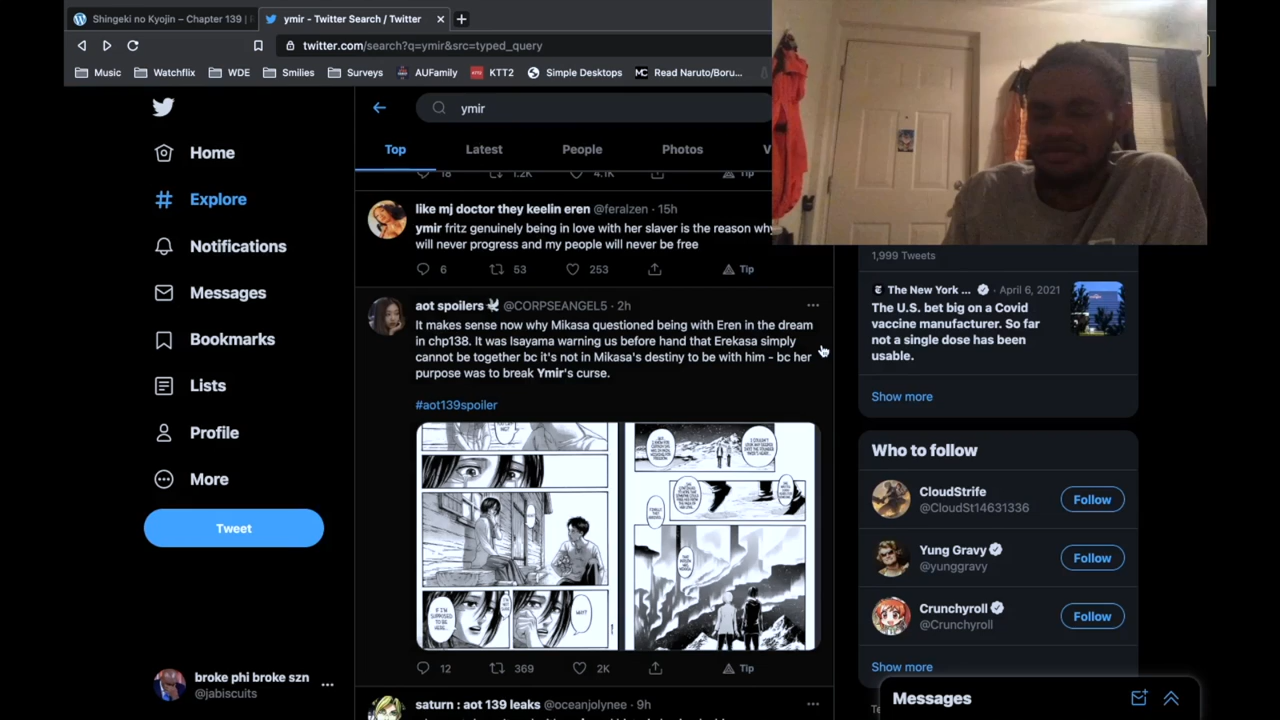 Shingeki no Kyojin – Chapter 139 |
ymir - Twitter Search / Twitter
twitter.com/search?q=ymir&src=typed_query
Music
Watchflix
WDE
Smilies
Surveys
AUFamily
KTT2
Simple Desktops
Read Naruto/Boru...
ymir
Home
Explore
Notifications
Messages
Bookmarks
Lists
Profile
More
Tweet
broke phi broke szn
@jabiscuits
Top
Latest
People
Photos
V
18
1.2K
4.1K
Tip
like mj doctor they keelin eren @feralzen · 15h
ymir fritz genuinely being in love with her slaver is the reason why
will never progress and my people will never be free
6
53
253
Tip
aot spoilers @CORPSEANGEL5 · 2h
It makes sense now why Mikasa questioned being with Eren in the dream
in chp138. It was Isayama warning us before hand that Erekasa simply
cannot be together bc it's not in Mikasa's destiny to be with him - bc her
purpose was to break Ymir's curse.
#aot139spoiler
12
369
2K
Tip
saturn : aot 139 leaks @oceanjolynee · 9h
1,999 Tweets
The New York ... · April 6, 2021
The U.S. bet big on a Covid
vaccine manufacturer. So far
not a single dose has been
usable.
Show more
Who to follow
CloudStrife
@CloudSt14631336
Follow
Yung Gravy
@yunggravy
Follow
Crunchyroll
@Crunchyroll
Follow
Show more
Messages